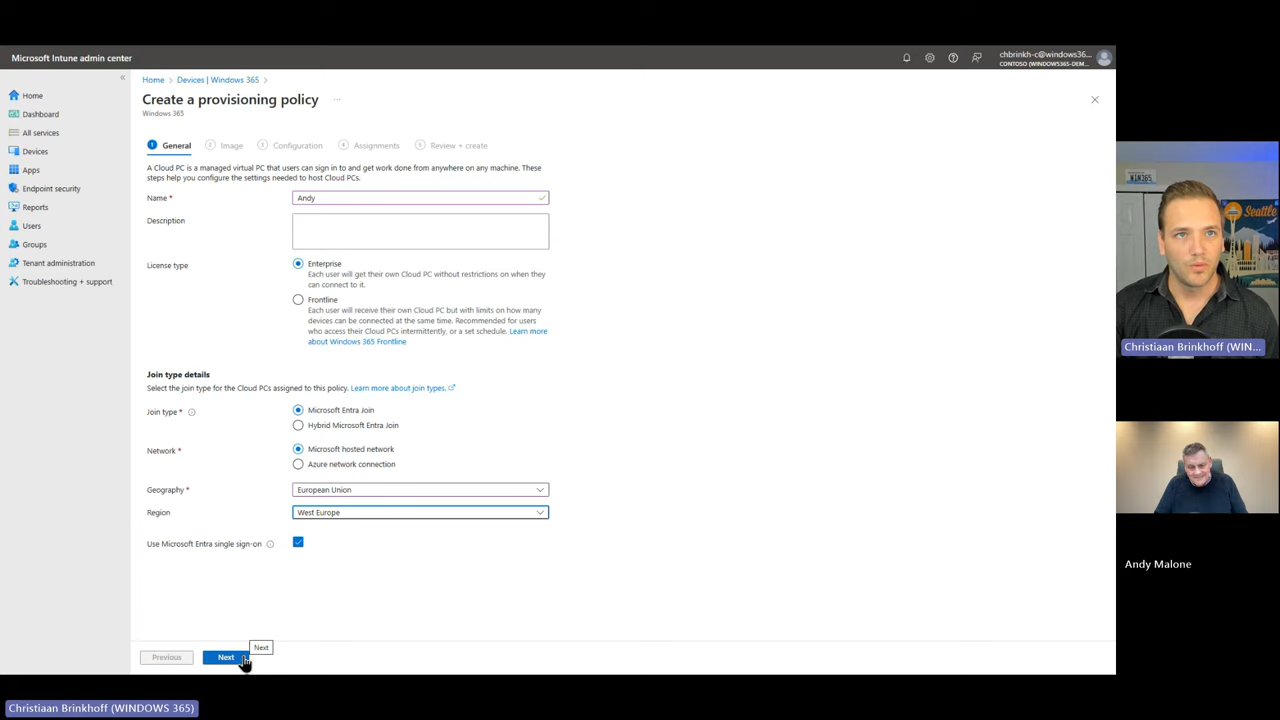 Microsoft Intune admin center
chbrinkh-c@windows36...
CONTOSO (WINDOWS365-DEM...
«
Home
Dashboard
All services
Devices
Apps
Endpoint security
Reports
Users
Groups
Tenant administration
Troubleshooting + support
Home > Devices | Windows 365 >
Create a provisioning policy ...
Windows 365
1 General 2 Image 3 Configuration 4 Assignments 5 Review + create
A Cloud PC is a managed virtual PC that users can sign in to and get work done from anywhere on any machine. These
steps help you configure the settings needed to host Cloud PCs.
Name * Andy
Description
License type
Enterprise
Each user will get their own Cloud PC without restrictions on when they
can connect to it.
Frontline
Each user will receive their own Cloud PC but with limits on how many
devices can be connected at the same time. Recommended for users
who access their Cloud PCs intermittently, or a set schedule. Learn more
about Windows 365 Frontline
Join type details
Select the join type for the Cloud PCs assigned to this policy. Learn more about join types.
Join type *
Microsoft Entra Join
Hybrid Microsoft Entra Join
Network *
Microsoft hosted network
Azure network connection
Geography * European Union
Region West Europe
Use Microsoft Entra single sign-on
Next
Previous Next
WIN365
Seattle
Christiaan Brinkhoff (WIN...
Andy Malone
Christiaan Brinkhoff (WINDOWS 365)